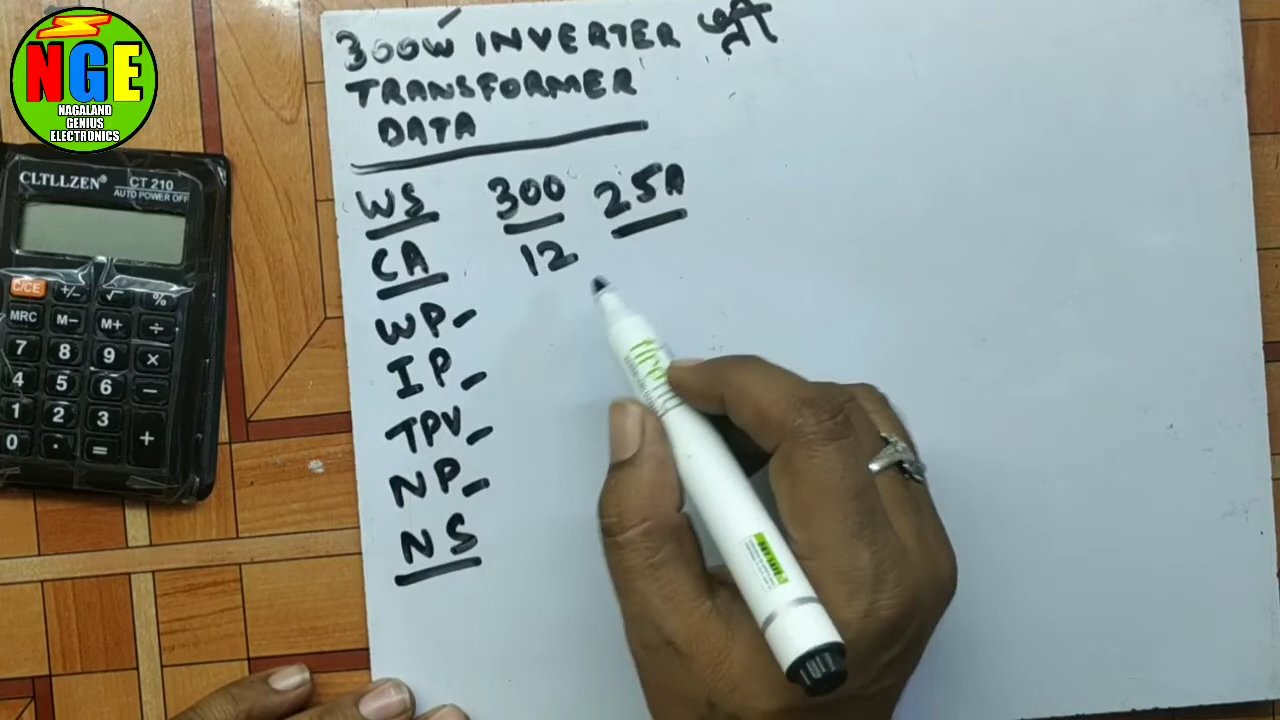 NGE
NAGALAND
GENIUS
ELECTRONICS
300W INVERTER की
TRANSFORMER
DATA
WS 300 25A
CA 12
WP-
IP-
TPV-
NP-
NS
CLTLLZEN®
CT 210
AUTO POWER OFF
C/CE +/- √ %
MRC M- M+ ÷
7 8 9 ×
4 5 6 -
1 2 3 +
0 . =